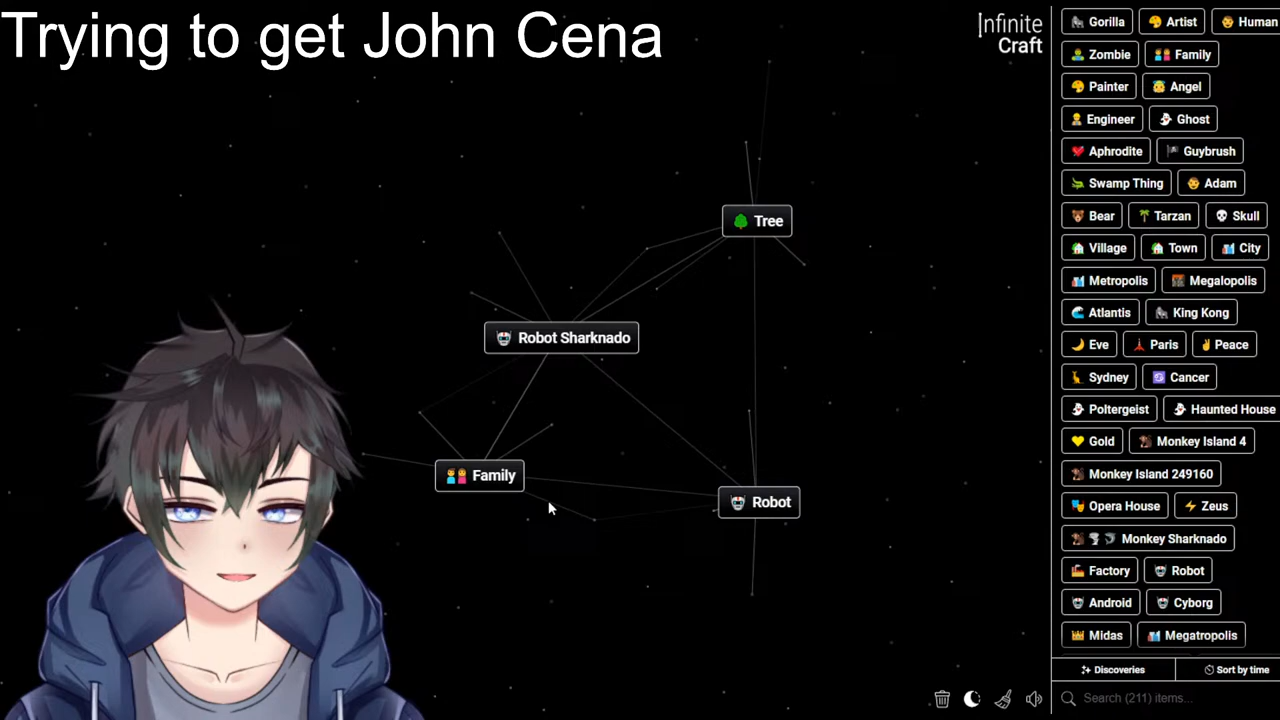 Trying to get John Cena
Infinite
Craft
Tree
Robot Sharknado
Family
Robot
Gorilla Artist Human
Zombie Family
Painter Angel
Engineer Ghost
Aphrodite Guybrush
Swamp Thing Adam
Bear Tarzan Skull
Village Town City
Metropolis Megalopolis
Atlantis King Kong
Eve Paris Peace
Sydney Cancer
Poltergeist Haunted House
Gold Monkey Island 4
Monkey Island 249160
Opera House Zeus
Monkey Sharknado
Factory Robot
Android Cyborg
Midas Megatropolis
Discoveries Sort by time
Search (211) items...